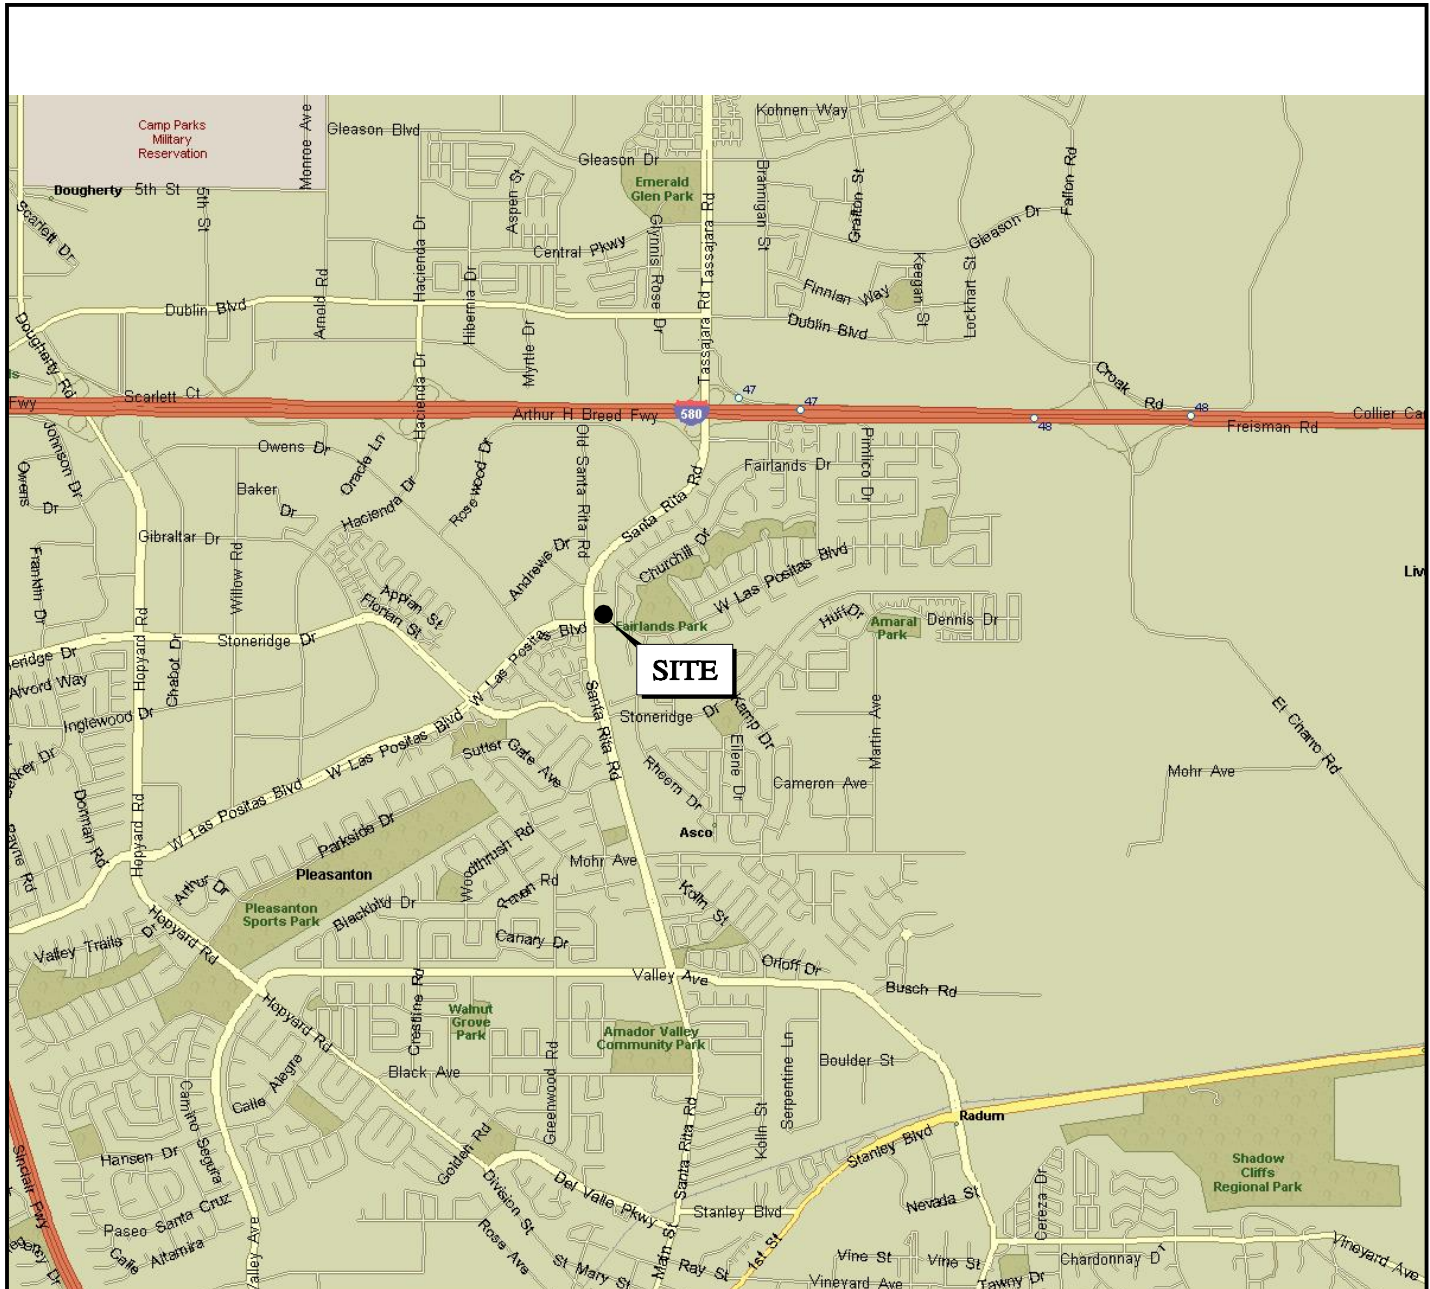 Kohnen Way
Camp Parks
Military
Reservation
Monroe Ave
Gleason Blvd
Gleason Dr
Emerald
Glen Park
Brannigan St
Grafton St
Fallon Rd
Dougherty
5th St
5th St
Scarlett Dr
Aspen St
Hacienda Dr
Central Pkwy
Glynnis Rose Dr
Tassajara Rd
Tassajara Rd
Gleason Dr
Keegan St
Lockhart St
Finnian Way
Arnold Rd
Hibernia Dr
Dublin Blvd
Dublin Blvd
Myrtle Dr
Dougherty Rd
Hacienda Dr
Croak Rd
ls
Fwy
Scarlett Ct
Arthur H Breed Fwy
580
47
47
48
48
Collier Ca
Freisman Rd
Johnson Dr
Owens Dr
Owens Dr
Oracle Ln
Rosewood Dr
Old Santa Rita Rd
Santa Rita Rd
Fairlands Dr
Pimlico Dr
Baker Dr
Hacienda Dr
Gibraltar Dr
Franklin Dr
Willow Rd
Andrews Dr
Churchill Dr
W Las Positas Blvd
Liv
Appian St
Florian St
Hopyard Rd
Chabot Dr
Stoneridge Dr
eridge Dr
Alvord Way
Inglewood Dr
W Las Positas Blvd
Fairlands Park
Huff Dr
Amaral
Park
Dennis Dr
SITE
Santa Rita Rd
Stoneridge Dr
Kamp Dr
Eilene Dr
Martin Ave
El Charro Rd
Mohr Ave
W Las Positas Blvd
Sutter Gate Ave
Rheem Dr
Cameron Ave
enker Dr
Dorman Rd
Hopyard Rd
W Las Positas Blvd
Parkside Dr
Asco
ayne Rd
Arthur Dr
Pleasanton
Woodthrush Rd
Mohr Ave
Raven Rd
Kolln St
Pleasanton
Sports Park
Blackbird Dr
Canary Dr
Valley Trails Dr
Hopyard Rd
Valley Ave
Orloff Dr
Busch Rd
Hopyard Rd
Crestline Rd
Walnut
Grove
Park
Amador Valley
Community Park
Black Ave
Greenwood Rd
Serpentine Ln
Boulder St
Calle Alegre
Camino Segura
Santa Rita Rd
Kolln St
Radum
Stanley Blvd
Hansen Dr
Golden Rd
Division St
Del Valle Pkwy
Shadow
Cliffs
Regional Park
Sinclair Fwy
Paseo Santa Cruz
Calle Altamira
Valley Ave
Rose Ave
St Mary St
Main St
Ray St
Stanley Blvd
1st St
Nevada St
Cereza Dr
Vine St
Vine St
Vineyard Ave
Tawny Dr
Chardonnay Dr
Vineyard Ave